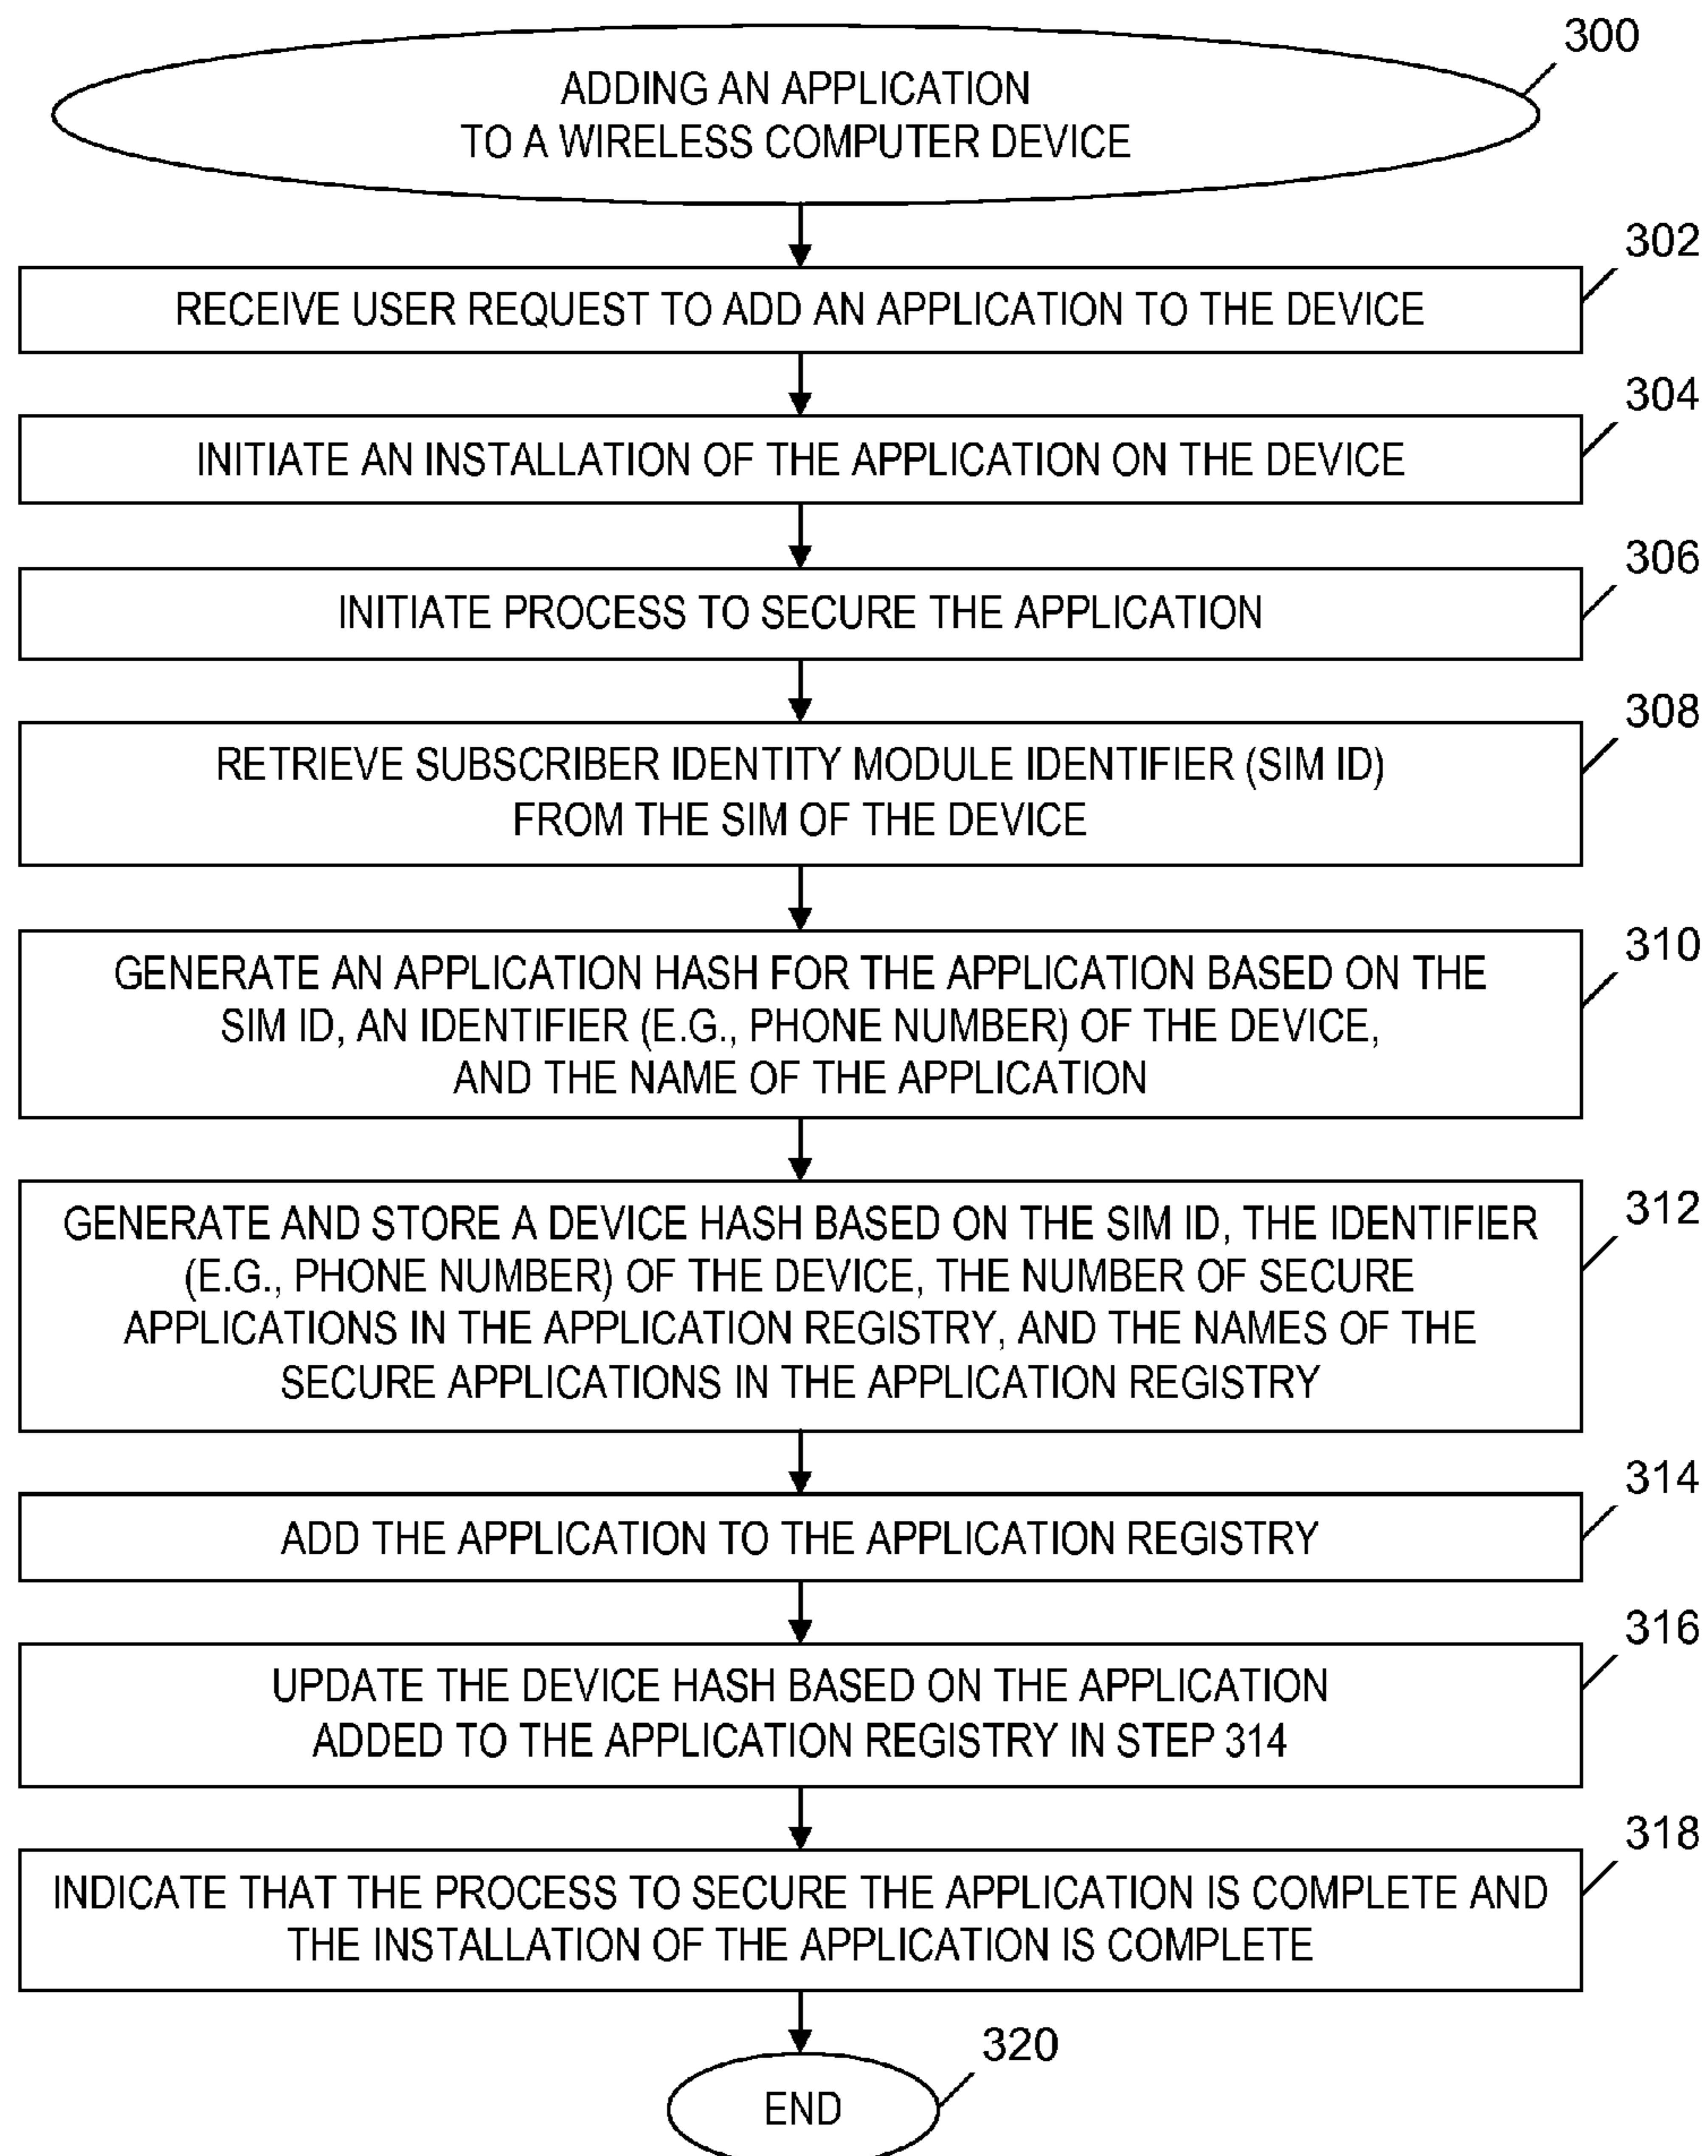 300
ADDING AN APPLICATION
TO A WIRELESS COMPUTER DEVICE
302
RECEIVE USER REQUEST TO ADD AN APPLICATION TO THE DEVICE
304
INITIATE AN INSTALLATION OF THE APPLICATION ON THE DEVICE
306
INITIATE PROCESS TO SECURE THE APPLICATION
308
RETRIEVE SUBSCRIBER IDENTITY MODULE IDENTIFIER (SIM ID)
FROM THE SIM OF THE DEVICE
310
GENERATE AN APPLICATION HASH FOR THE APPLICATION BASED ON THE
SIM ID, AN IDENTIFIER (E.G., PHONE NUMBER) OF THE DEVICE,
AND THE NAME OF THE APPLICATION
312
GENERATE AND STORE A DEVICE HASH BASED ON THE SIM ID, THE IDENTIFIER
(E.G., PHONE NUMBER) OF THE DEVICE, THE NUMBER OF SECURE
APPLICATIONS IN THE APPLICATION REGISTRY, AND THE NAMES OF THE
SECURE APPLICATIONS IN THE APPLICATION REGISTRY
314
ADD THE APPLICATION TO THE APPLICATION REGISTRY
316
UPDATE THE DEVICE HASH BASED ON THE APPLICATION
ADDED TO THE APPLICATION REGISTRY IN STEP 314
318
INDICATE THAT THE PROCESS TO SECURE THE APPLICATION IS COMPLETE AND
THE INSTALLATION OF THE APPLICATION IS COMPLETE
320
END